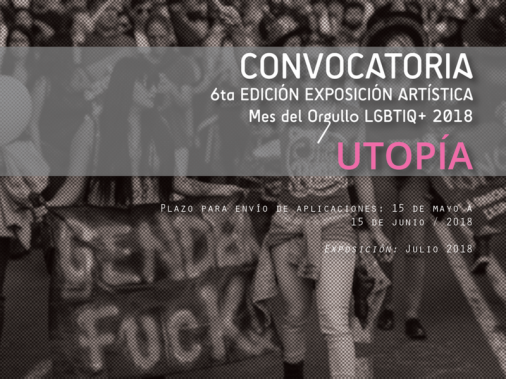 CONVOCATORIA
6ta EDICIÓN EXPOSICIÓN ARTÍSTICA
Mes del Orgullo LGBTIQ+ 2018
UTOPÍA
Plazo para envío de aplicaciones: 15 de mayo a
15 de junio / 2018
Exposición: Julio 2018
GENDER
FUCK